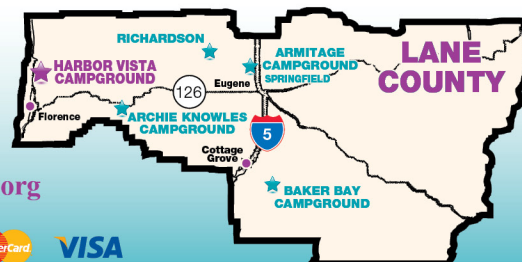 RICHARDSON
HARBOR VISTA
CAMPGROUND
ARMITAGE
CAMPGROUND
SPRINGFIELD
LANE
COUNTY
Eugene
126
Florence
ARCHIE KNOWLES
CAMPGROUND
5
Cottage
Grove
BAKER BAY
CAMPGROUND
org
erCard
VISA